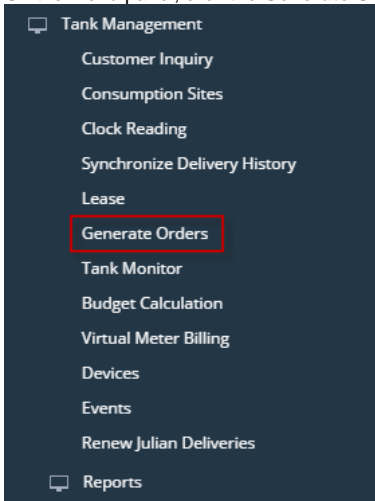 Tank Management
Customer Inquiry
Consumption Sites
Clock Reading
Synchronize Delivery History
Lease
Generate Orders
Tank Monitor
Budget Calculation
Virtual Meter Billing
Devices
Events
Renew Julian Deliveries
Reports